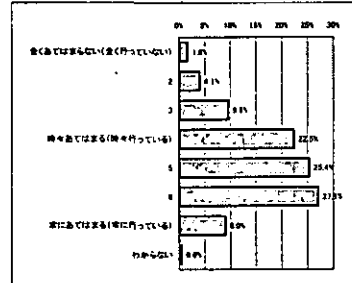 0% 5% 10% 15% 20% 25% 30%
全くあてはまらない(全く行っていない)
2
3
時々あてはまる(時々行っている) 22.5%
5 25.4%
6
常にあてはまる(常に行っている)
わからない